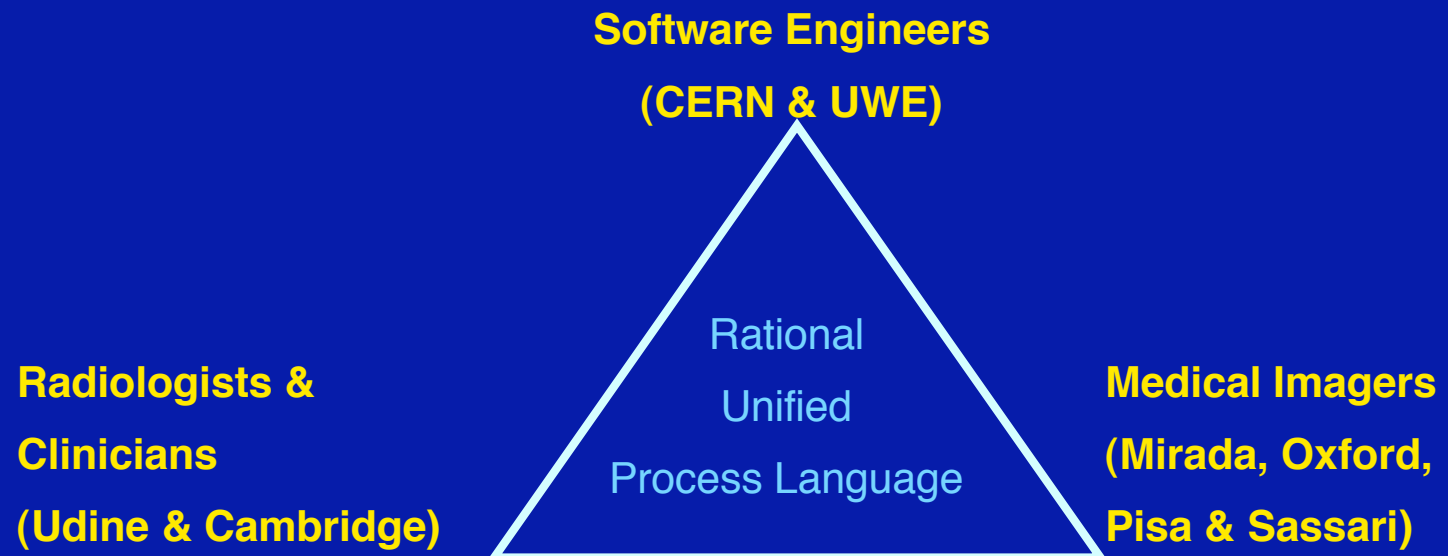 Software Engineers
(CERN & UWE)
Rational
Unified
Process Language
Radiologists &
Clinicians
(Udine & Cambridge)
Medical Imagers
(Mirada, Oxford,
Pisa & Sassari)